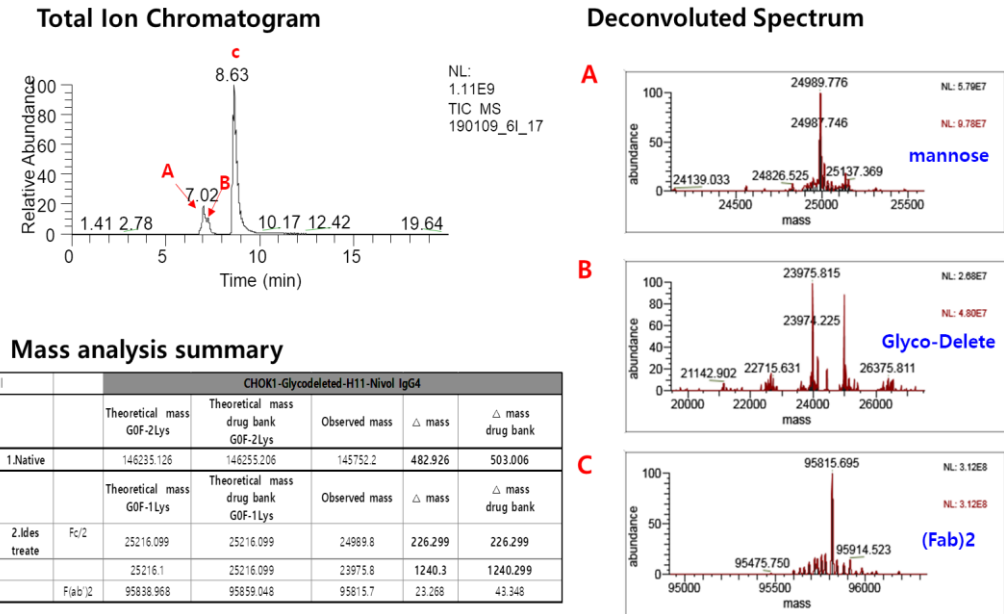 Total Ion Chromatogram
c
8.63
100
80
60
40
20
0
Relative Abundance
A
7.02
B
1.41 2.78
10.17 12.42
19.64
0
5
10
15
Time (min)
NL:
1.11E9
TIC MS
190109_6I_17
Mass analysis summary
CHOK1-Glycodeleted-H11-Nivol IgG4
Theoretical mass G0F-2Lys
Theoretical mass drug bank G0F-2Lys
Observed mass
△ mass
△ mass drug bank
1.Native
146235.126
146255.206
145752.2
482.926
503.006
Theoretical mass G0F-1Lys
Theoretical mass drug bank G0F-1Lys
Observed mass
△ mass
△ mass drug bank
2.Ides treate
Fc/2
25216.099
25216.099
24989.8
226.299
226.299
25216.1
25216.099
23975.8
1240.3
1240.299
F(ab')2
95838.968
95859.048
95815.7
23.268
43.348
Deconvoluted Spectrum
A
24989.776
NL: 5.79E7
100
24987.746
NL: 9.78E7
50
mannose
25137.369
24826.525
24139.033
0
abundance
24500
25000
25500
mass
B
23975.815
NL: 2.68E7
100
80
23974.225
NL: 4.80E7
60
Glyco-Delete
40
22715.631
26375.811
20
21142.902
0
abundance
20000
22000
24000
26000
mass
C
95815.695
NL: 3.12E8
100
NL: 3.12E8
50
(Fab)2
95914.523
95475.750
0
abundance
95000
95500
96000
mass